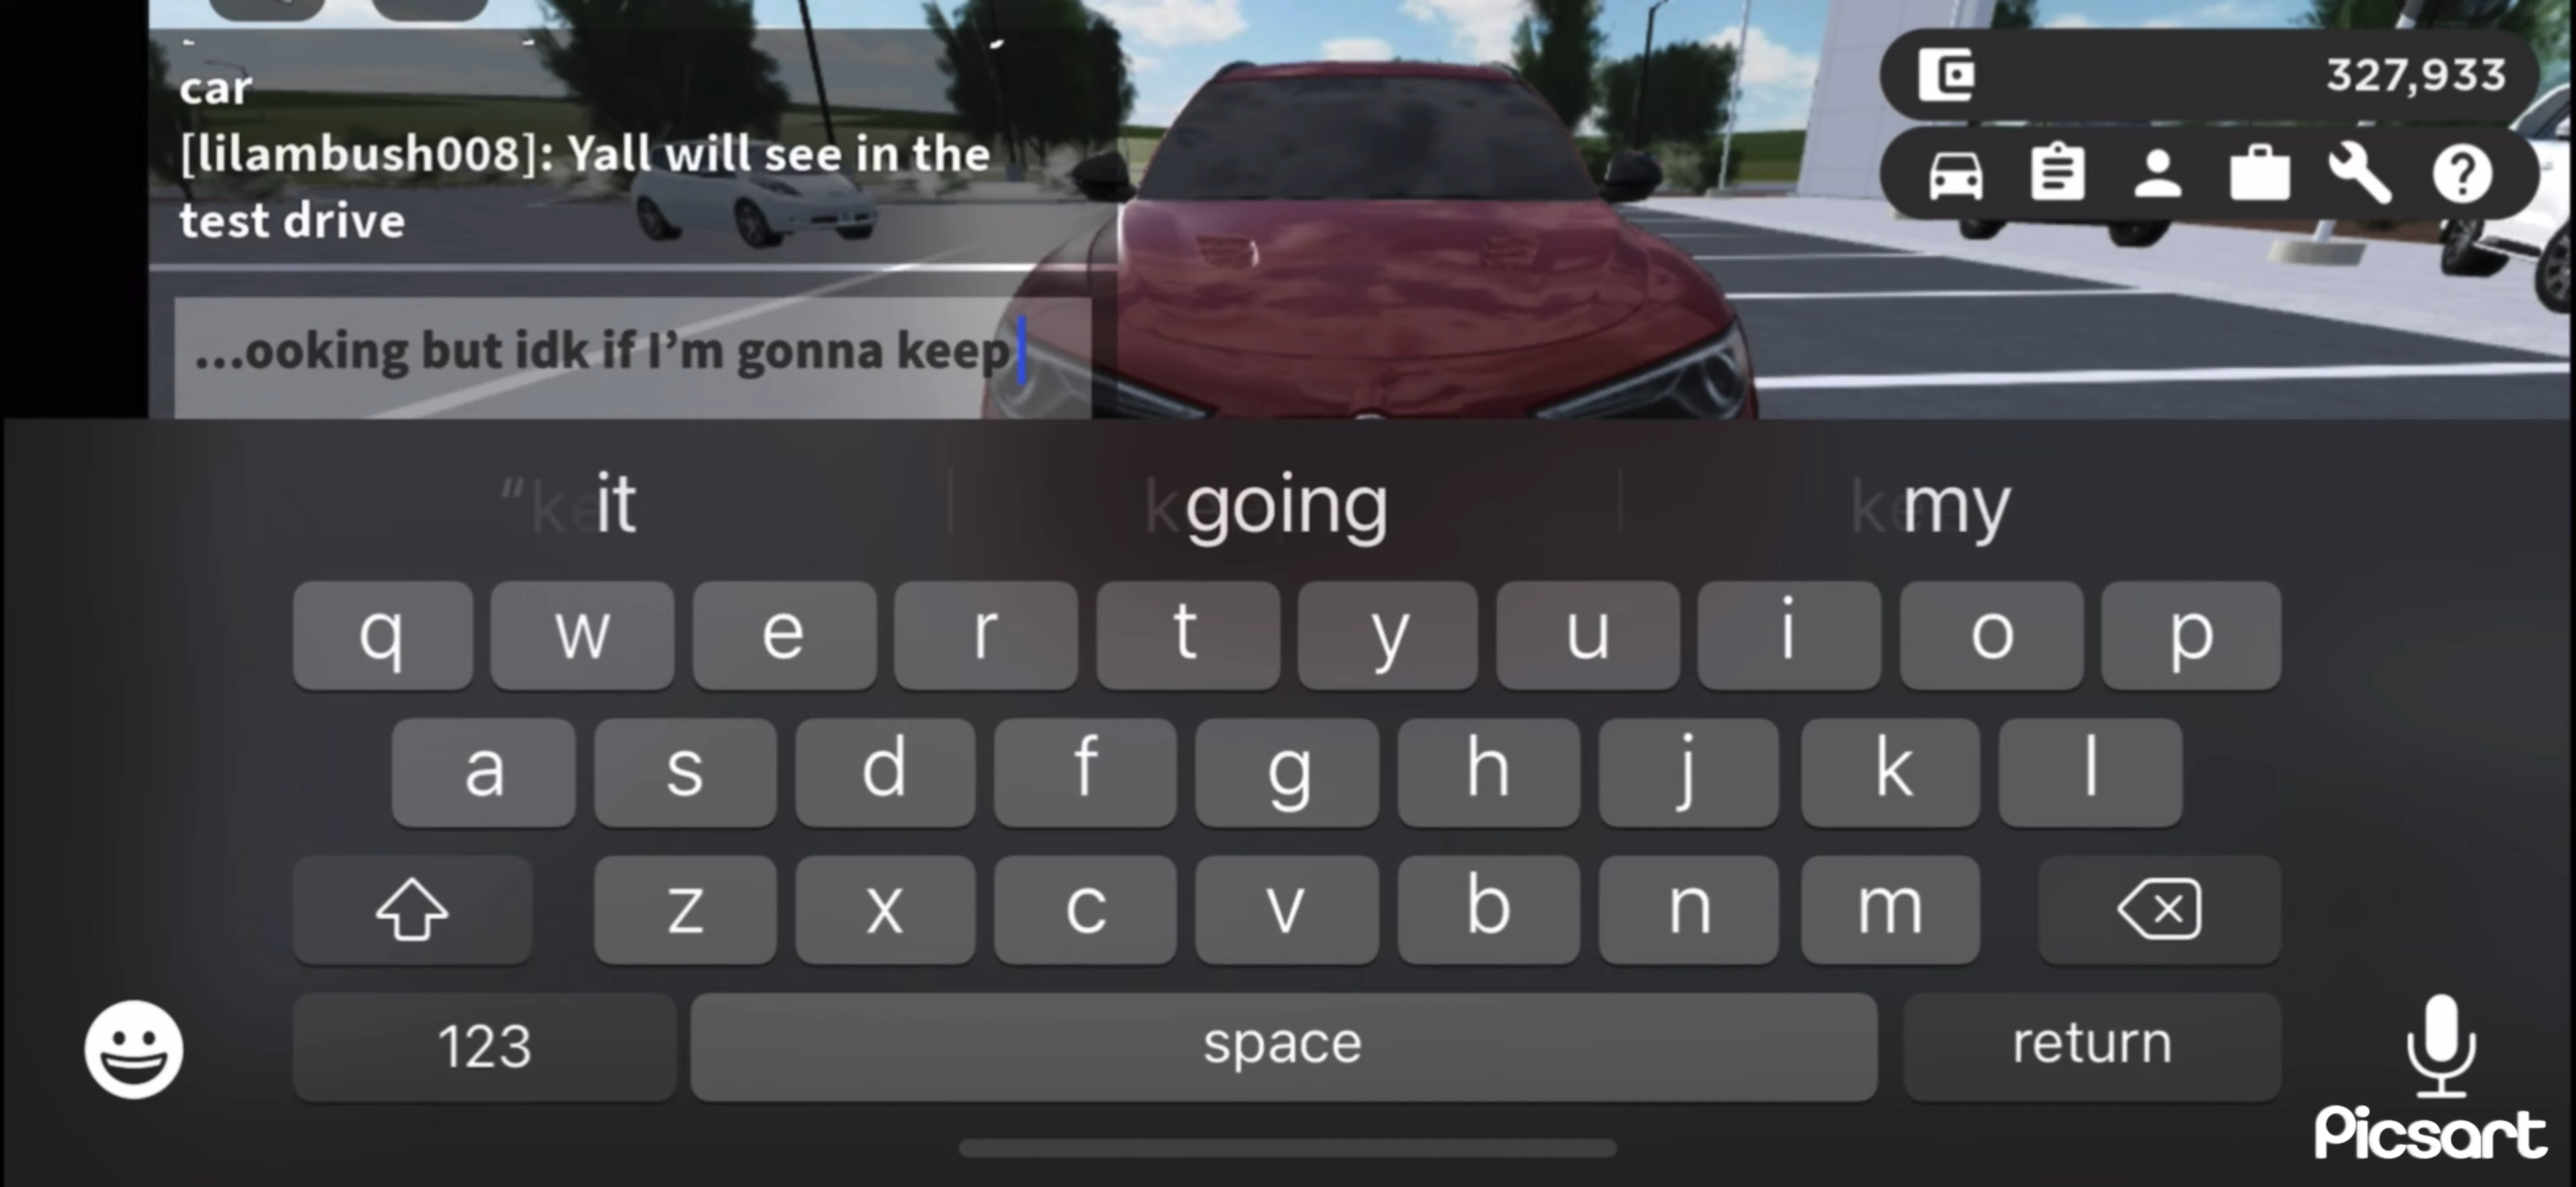 car
[lilambush008]: Yall will see in the
test drive
...ooking but idk if I'm gonna keep
327,933
it going my
q w e r t y u i o p
a s d f g h j k l
z x c v b n m
123 space return
Picsart